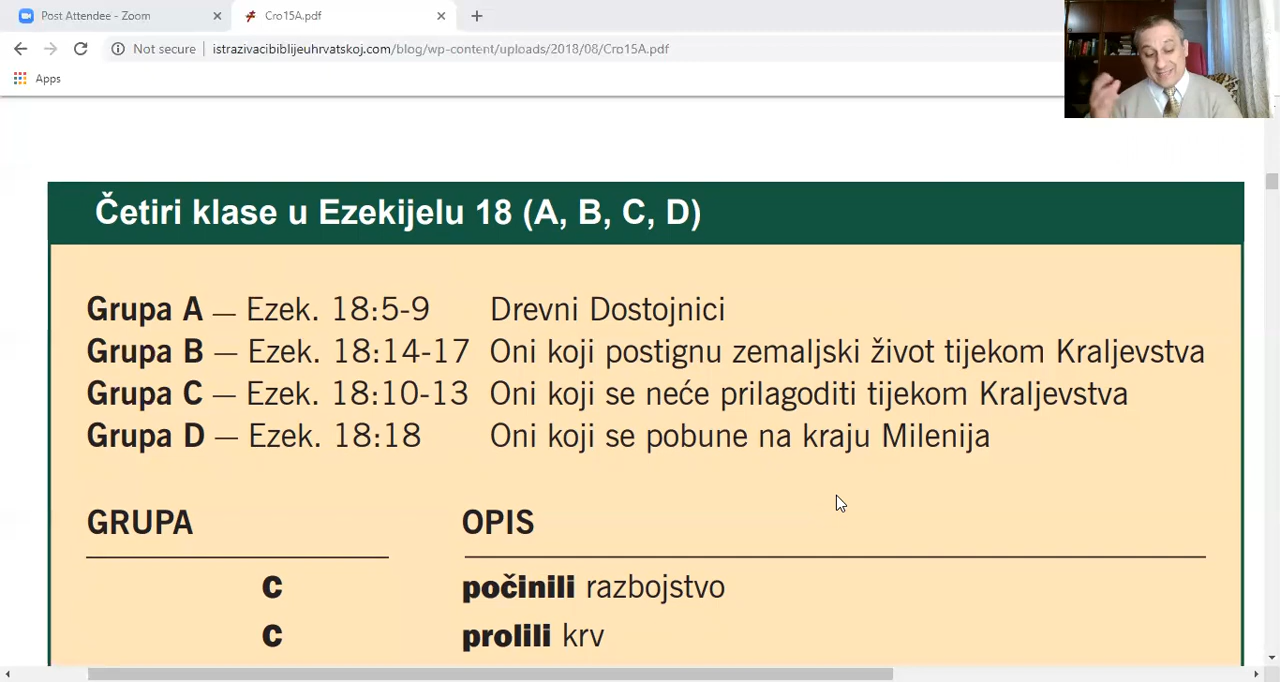 Post Attendee - Zoom
Cro15A.pdf
Not secure
istrazivacibiblijeuhrvatskoj.com/blog/wp-content/uploads/2018/08/Cro15A.pdf
Apps
Četiri klase u Ezekijelu 18 (A, B, C, D)
Grupa A — Ezek. 18:5-9 Drevni Dostojnici
Grupa B — Ezek. 18:14-17 Oni koji postignu zemaljski život tijekom Kraljevstva
Grupa C — Ezek. 18:10-13 Oni koji se neće prilagoditi tijekom Kraljevstva
Grupa D — Ezek. 18:18 Oni koji se pobune na kraju Milenija
GRUPA OPIS
C počinili razbojstvo
C prolili krv